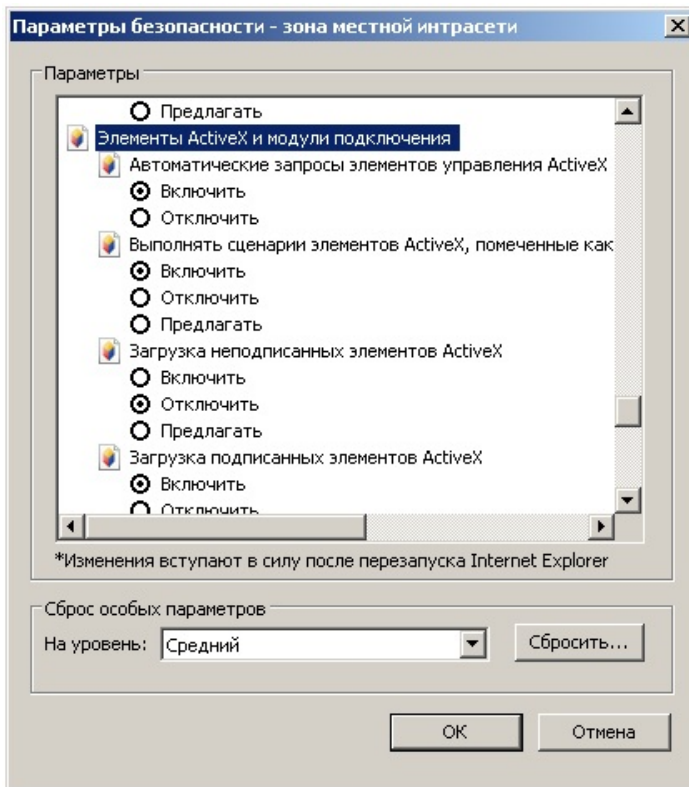 Параметры безопасности - зона местной интрасети
Параметры
Предлагать
Элементы ActiveX и модули подключения
Автоматические запросы элементов управления ActiveX
Включить
Отключить
Выполнять сценарии элементов ActiveX, помеченные как
Включить
Отключить
Предлагать
Загрузка неподписанных элементов ActiveX
Включить
Отключить
Предлагать
Загрузка подписанных элементов ActiveX
Включить
Отключить
*Изменения вступают в силу после перезапуска Internet Explorer
Сброс особых параметров
На уровень: Средний Сбросить...
ОК Отмена